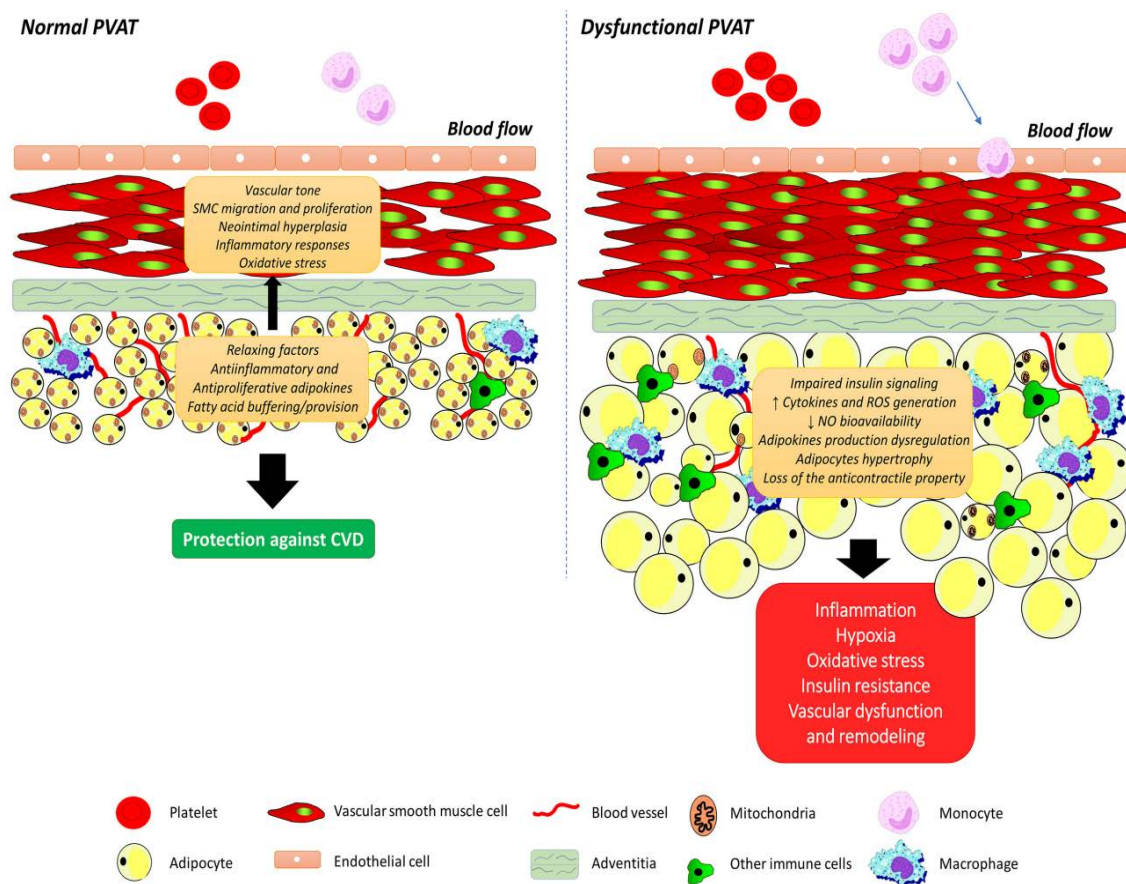 Normal PVAT
Blood flow
Vascular tone
SMC migration and proliferation
Neointimal hyperplasia
Inflammatory responses
Oxidative stress
Relaxing factors
Antiinflammatory and
Antiproliferative adipokines
Fatty acid buffering/provision
Protection against CVD
Dysfunctional PVAT
Blood flow
Impaired insulin signaling
↑ Cytokines and ROS generation
↓ NO bioavailability
Adipokines production dysregulation
Adipocytes hypertrophy
Loss of the anticontractile property
Inflammation
Hypoxia
Oxidative stress
Insulin resistance
Vascular dysfunction
and remodeling
Platelet
Vascular smooth muscle cell
Blood vessel
Mitochondria
Monocyte
Adipocyte
Endothelial cell
Adventitia
Other immune cells
Macrophage